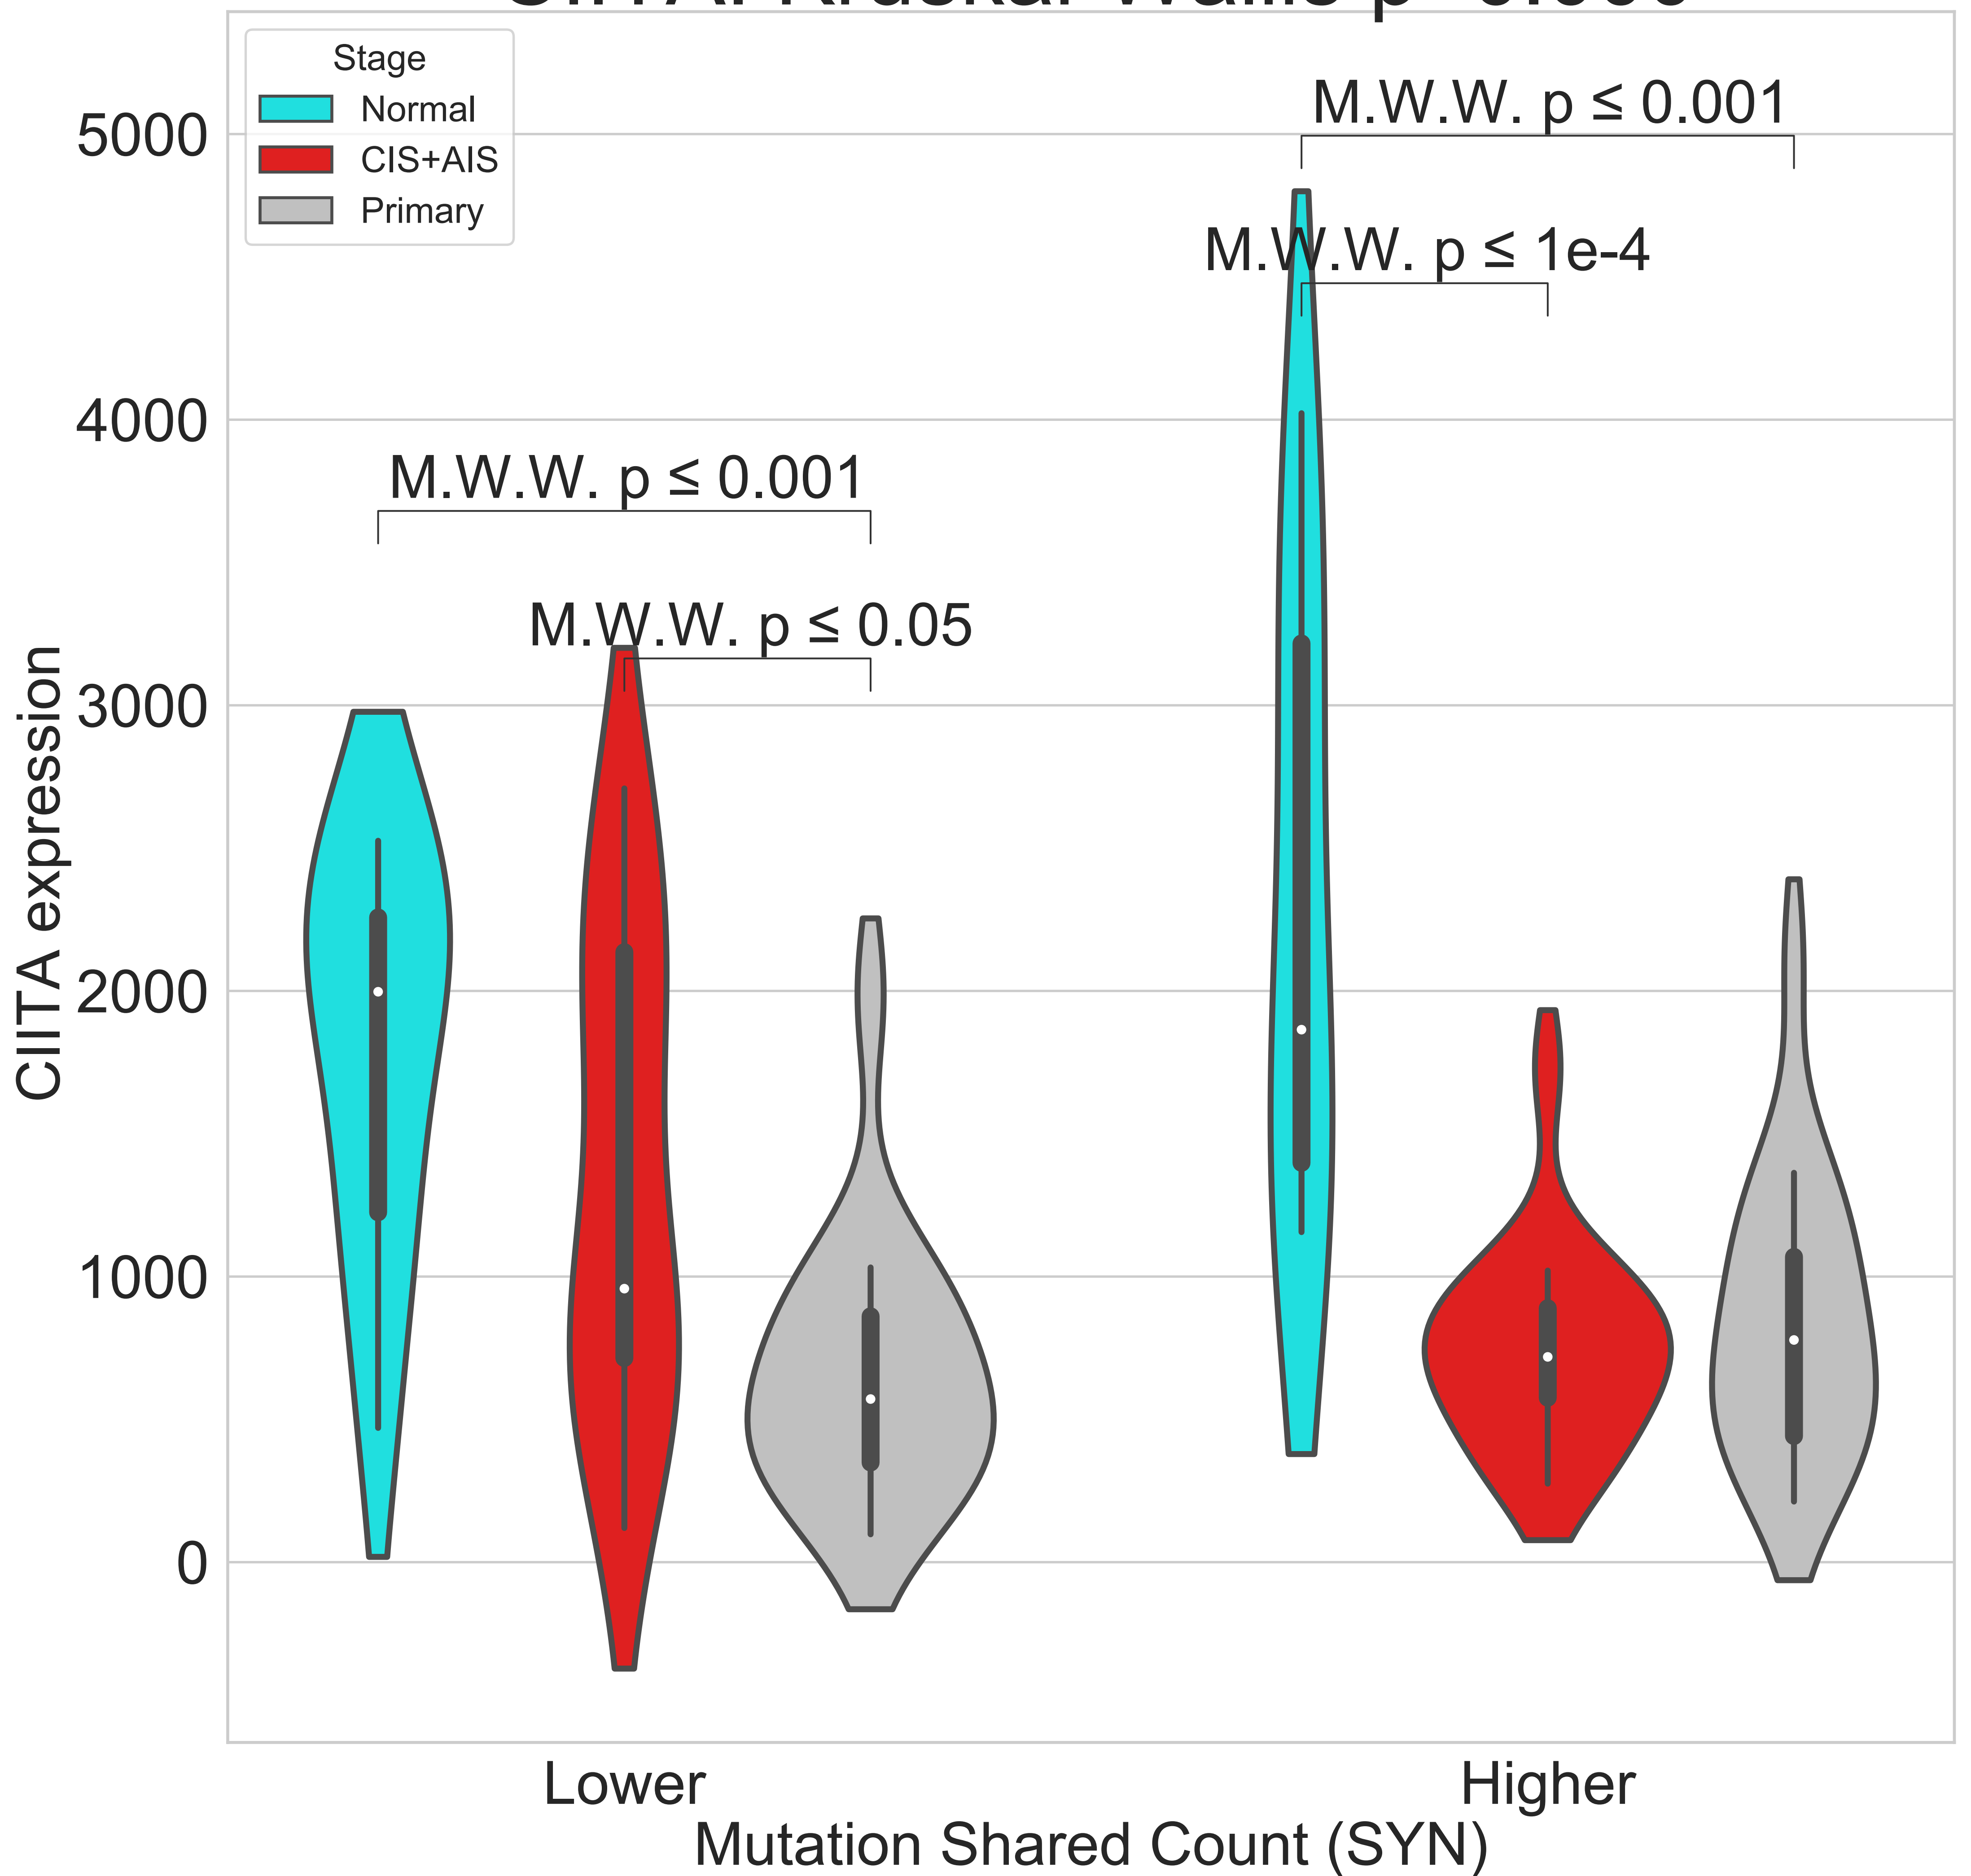 Stage
Normal
CIS+AIS
Primary
M.W.W. p ≤ 0.001
M.W.W. p ≤ 1e-4
M.W.W. p ≤ 0.001
M.W.W. p ≤ 0.05
5000
4000
3000
2000
1000
0
CIITA expression
Lower
Higher
Mutation Shared Count (SYN)